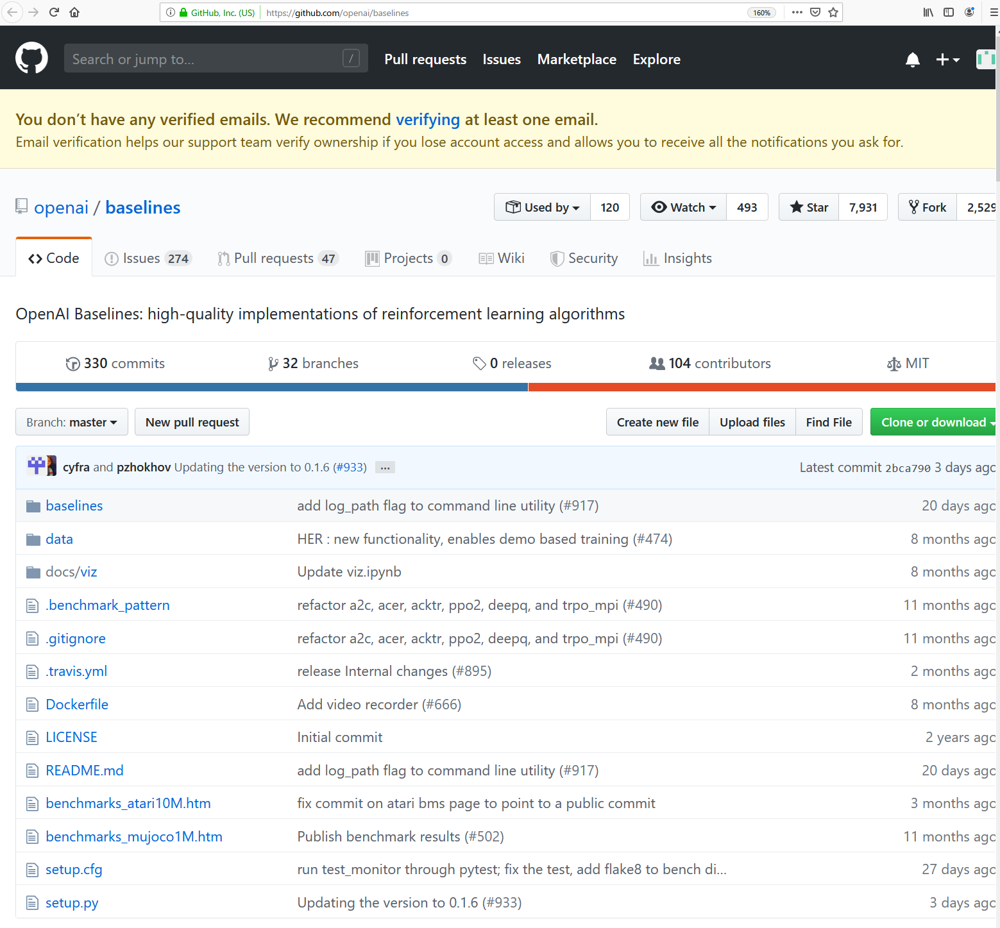 GitHub, Inc. (US) https://github.com/openai/baselines 160%
Search or jump to... / Pull requests Issues Marketplace Explore
You don’t have any verified emails. We recommend verifying at least one email.
Email verification helps our support team verify ownership if you lose account access and allows you to receive all the notifications you ask for.
openai / baselines Used by 120 Watch 493 Star 7,931 Fork 2,529
Code Issues 274 Pull requests 47 Projects 0 Wiki Security Insights
OpenAI Baselines: high-quality implementations of reinforcement learning algorithms
330 commits 32 branches 0 releases 104 contributors MIT
Branch: master New pull request Create new file Upload files Find File Clone or download
cyfra and pzhokhov Updating the version to 0.1.6 (#933) ... Latest commit 2bca790 3 days ago
baselines add log_path flag to command line utility (#917) 20 days ago
data HER : new functionality, enables demo based training (#474) 8 months ago
docs/viz Update viz.ipynb 8 months ago
.benchmark_pattern refactor a2c, acer, acktr, ppo2, deepq, and trpo_mpi (#490) 11 months ago
.gitignore refactor a2c, acer, acktr, ppo2, deepq, and trpo_mpi (#490) 11 months ago
.travis.yml release Internal changes (#895) 2 months ago
Dockerfile Add video recorder (#666) 8 months ago
LICENSE Initial commit 2 years ago
README.md add log_path flag to command line utility (#917) 20 days ago
benchmarks_atari10M.htm fix commit on atari bms page to point to a public commit 3 months ago
benchmarks_mujoco1M.htm Publish benchmark results (#502) 11 months ago
setup.cfg run test_monitor through pytest; fix the test, add flake8 to bench di... 27 days ago
setup.py Updating the version to 0.1.6 (#933) 3 days ago